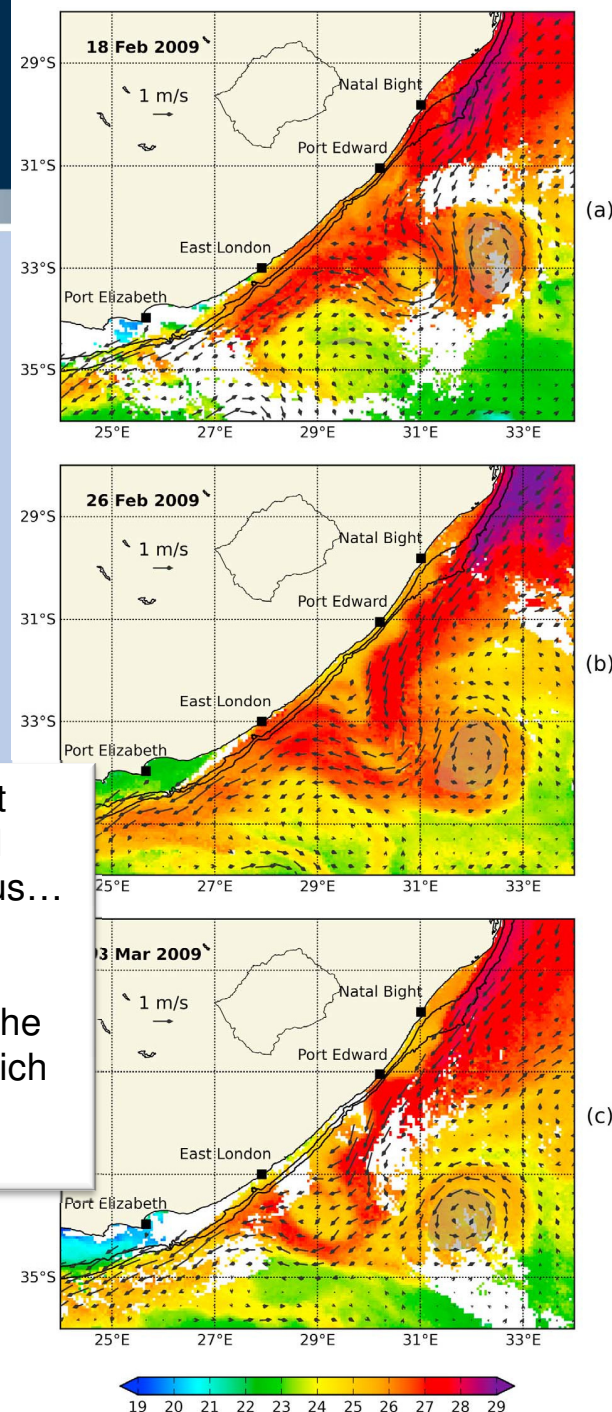 18 Feb 2009
29°S
1 m/s
Natal Bight
31°S
Port Edward
(a)
East London
33°S
Port Elizabeth
35°S
25°E 27°E 29°E 31°E 33°E
26 Feb 2009
29°S
1 m/s
Natal Bight
31°S
Port Edward
(b)
East London
33°S
Port Elizabeth
t
us…
25°E 27°E 29°E 31°E 33°E
3 Mar 2009
1 m/s
Natal Bight
he
Port Edward
ich
(c)
East London
Port Elizabeth
35°S
25°E 27°E 29°E 31°E 33°E
19 20 21 22 23 24 25 26 27 28 29